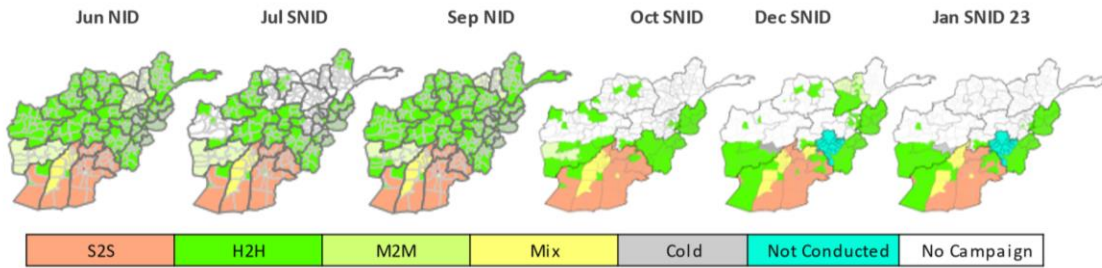 Jun NID Jul SNID Sep NID Oct SNID Dec SNID Jan SNID 23
S2S H2H M2M Mix Cold Not Conducted No Campaign